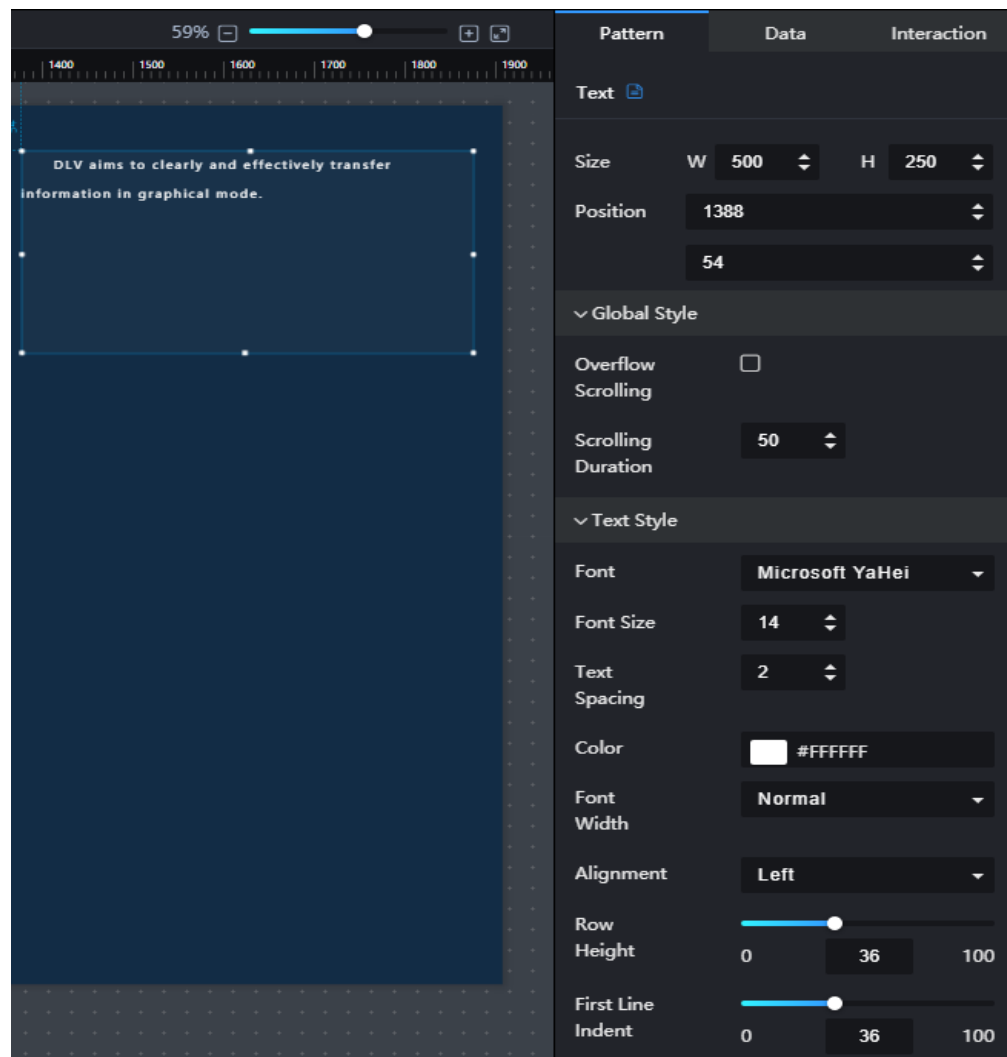 59%
Pattern Data Interaction
1400 1500 1600 1700 1800 1900
Text
DLV aims to clearly and effectively transfer
information in graphical mode.
Size W 500 H 250
Position 1388
54
Global Style
Overflow
Scrolling
Scrolling
Duration
50
Text Style
Font Microsoft YaHei
Font Size 14
Text
Spacing
2
Color #FFFFFF
Font
Width
Normal
Alignment Left
Row
Height
0 36 100
First Line
Indent
0 36 100